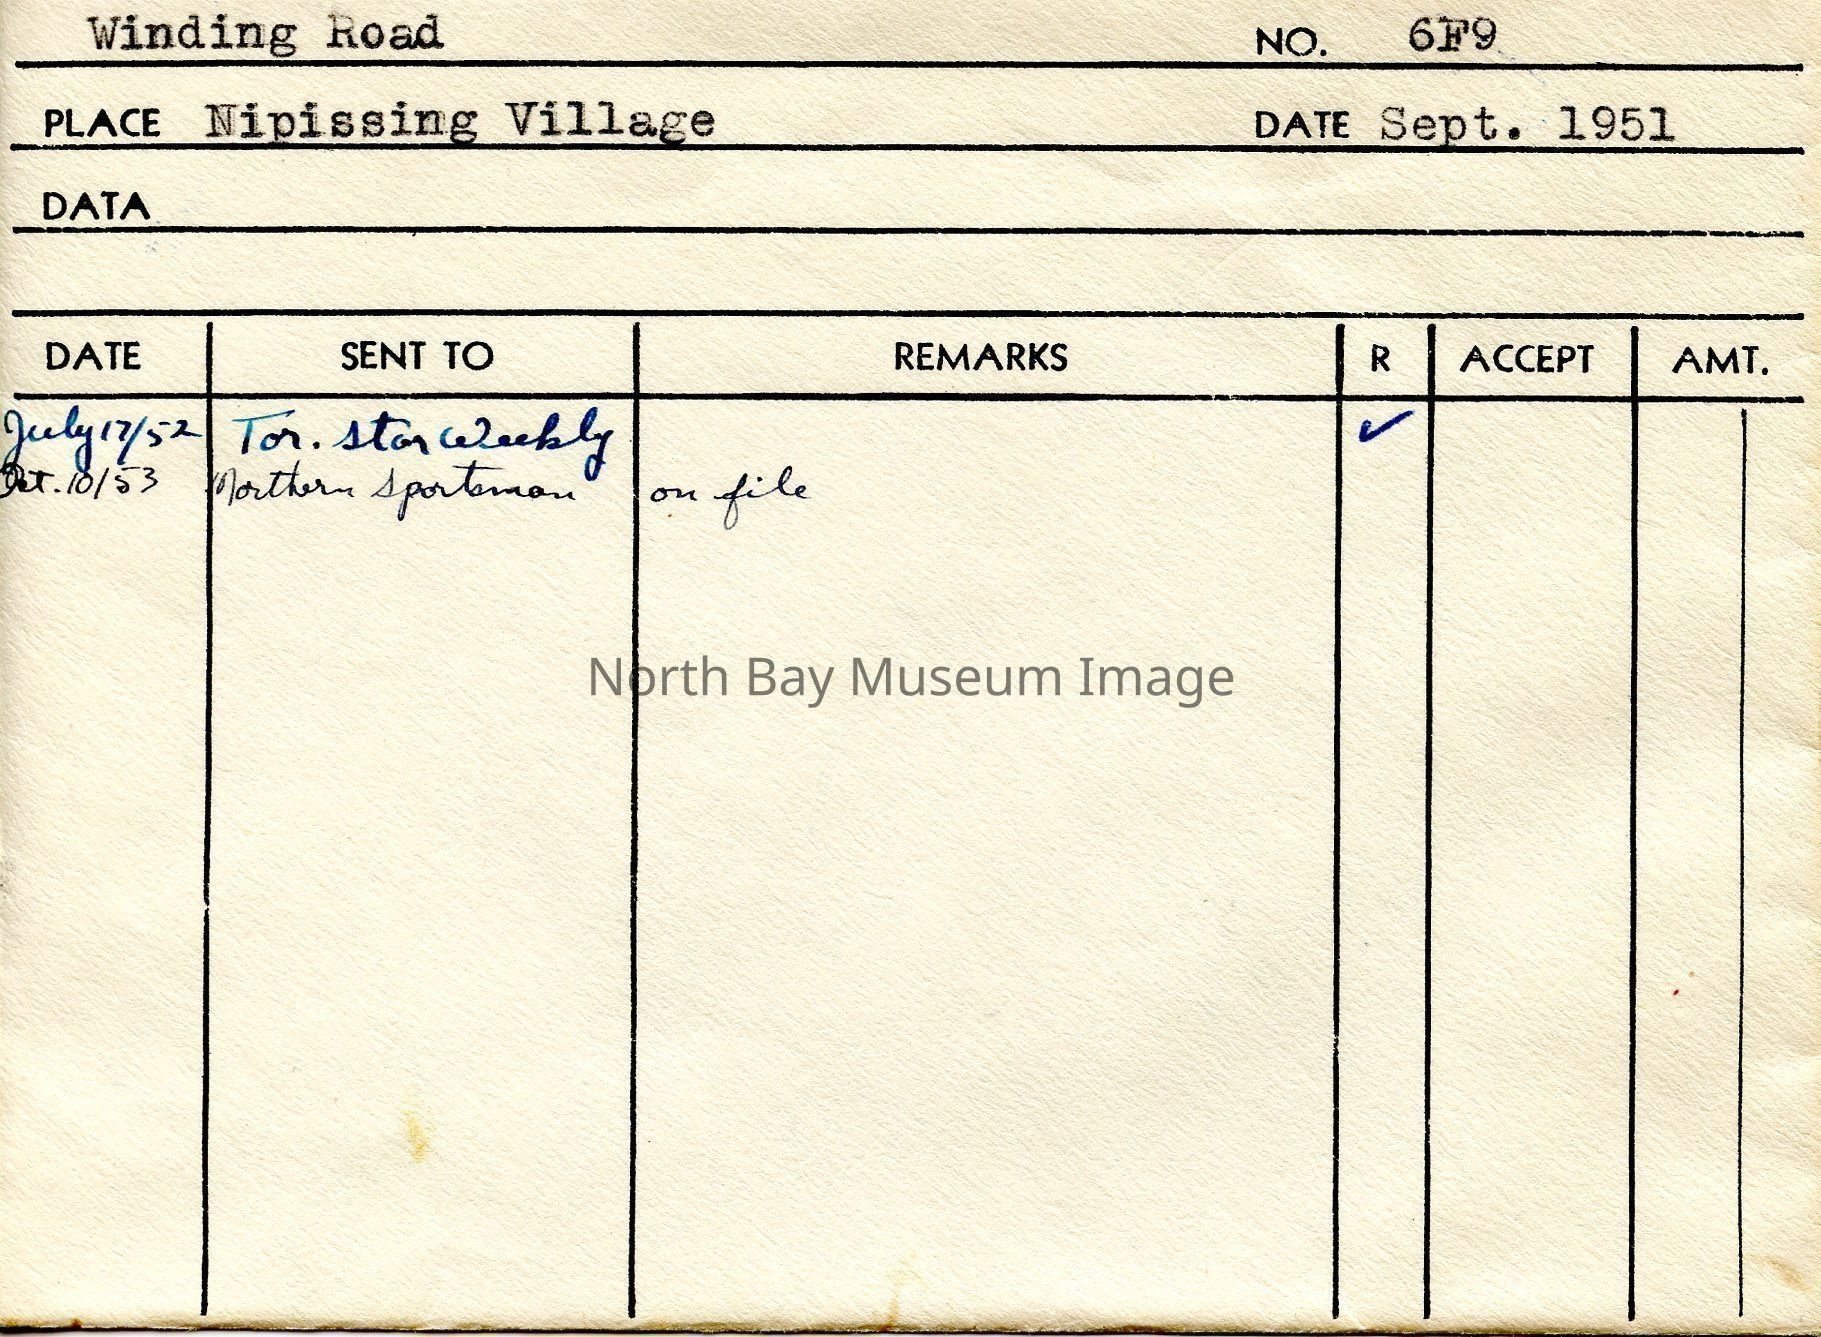 Winding Road NO. 6F9
PLACE Nipissing Village DATE Sept. 1951
DATA
DATE SENT TO REMARKS R ACCEPT AMT.
July 17/52 Tor. Star Weekly ✓
Oct. 10/53 Northern Sportsman on file
North Bay Museum Image